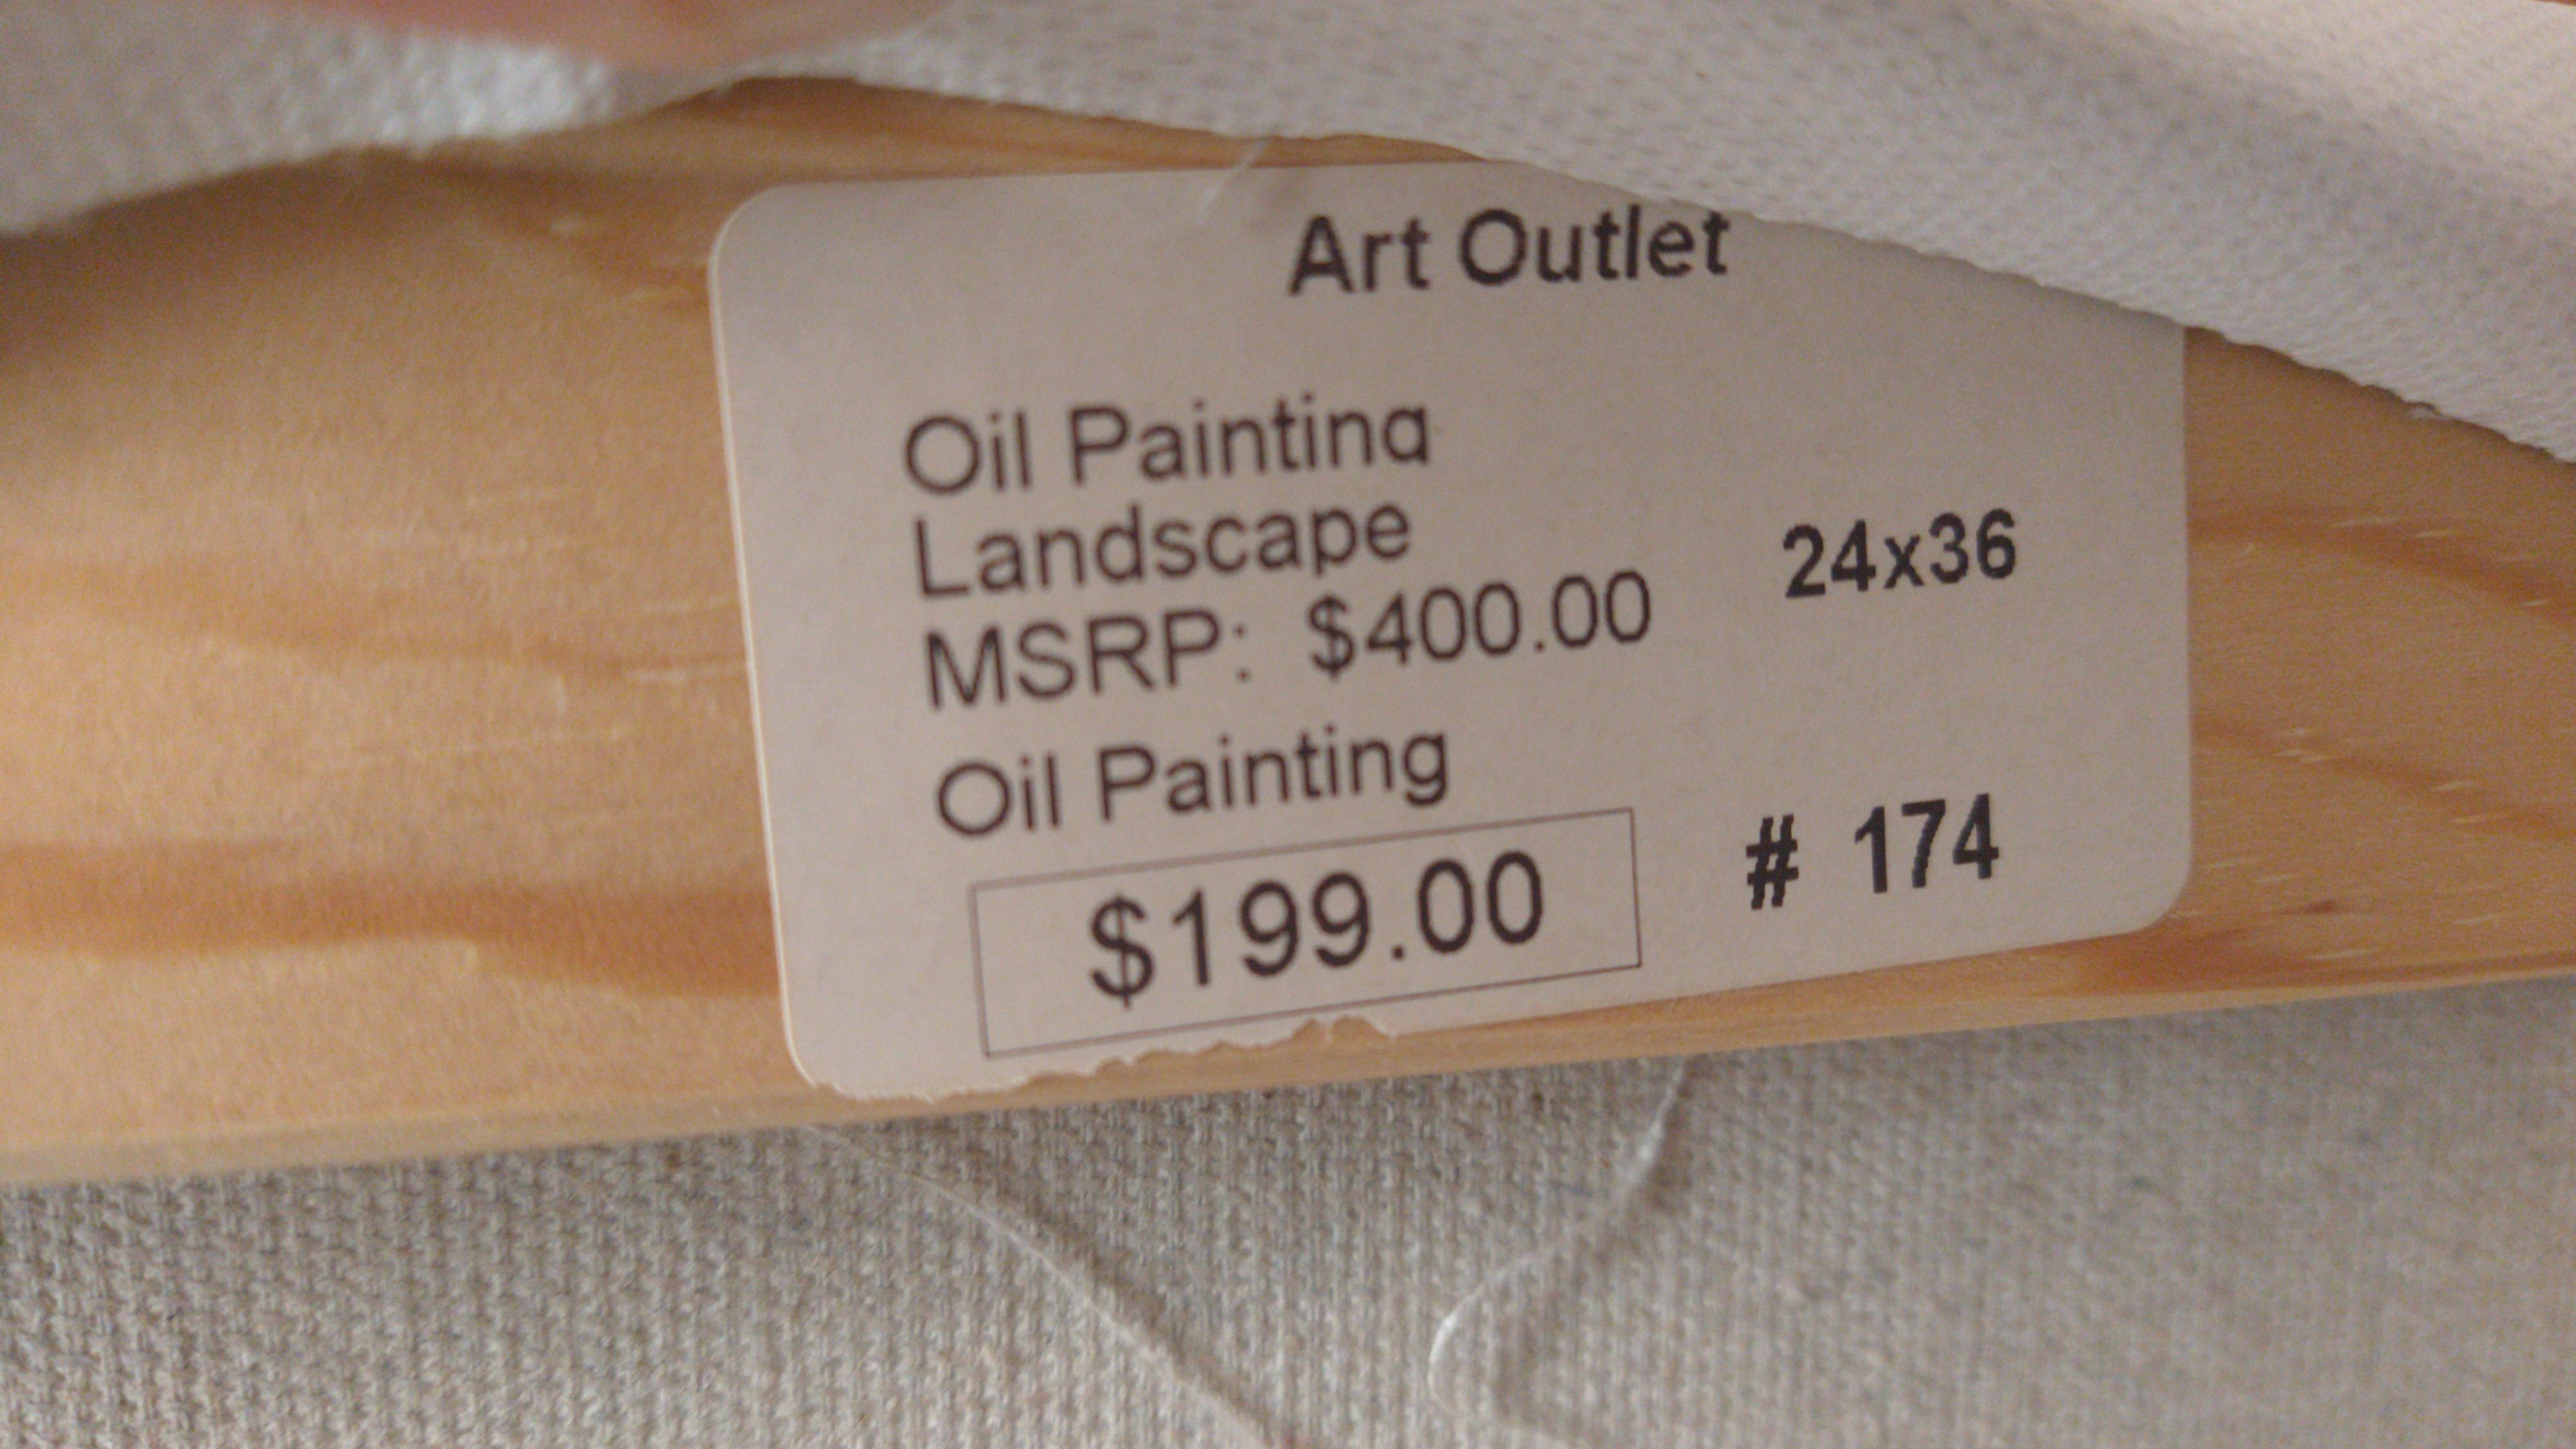 Art Outlet
Oil Painting
Landscape
24x36
MSRP: $400.00
Oil Painting
$199.00
# 174